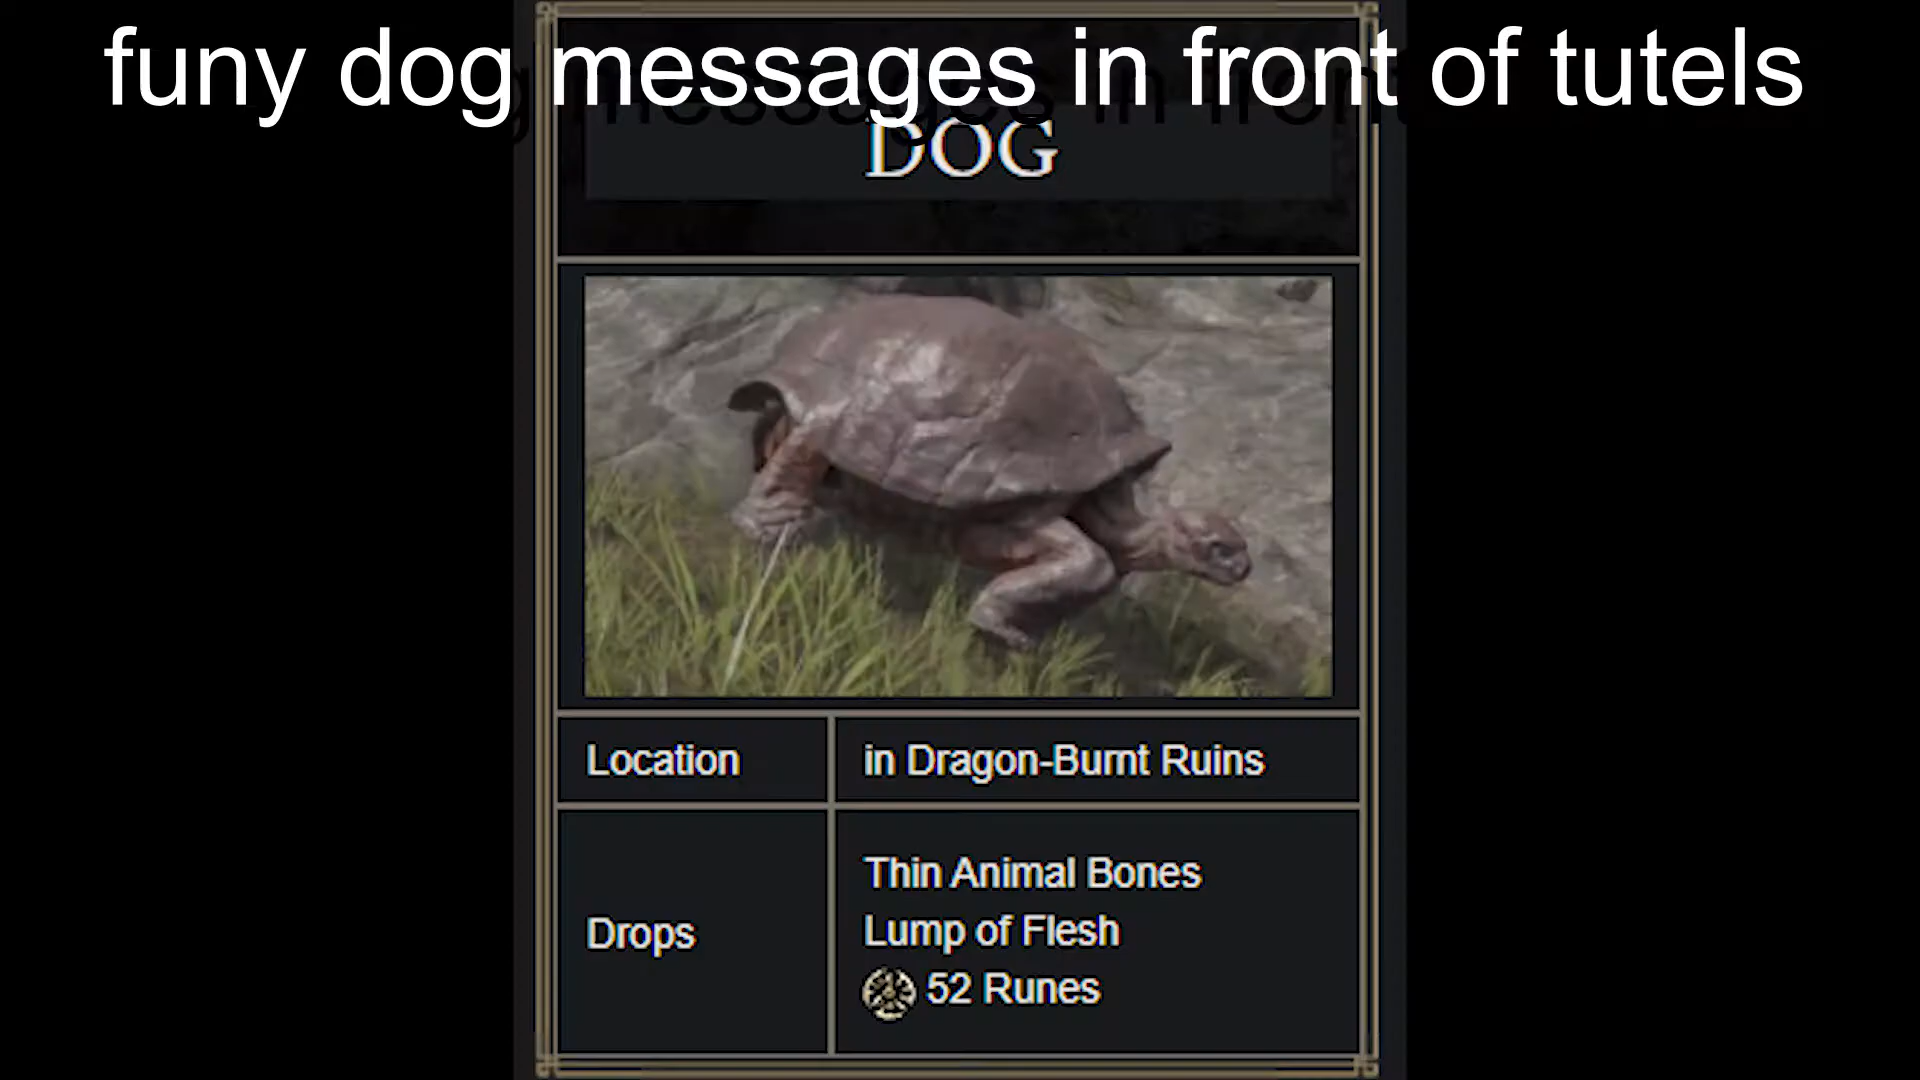 funy dog messages in front of tutels
DOG
Location
in Dragon-Burnt Ruins
Drops
Thin Animal Bones
Lump of Flesh
52 Runes